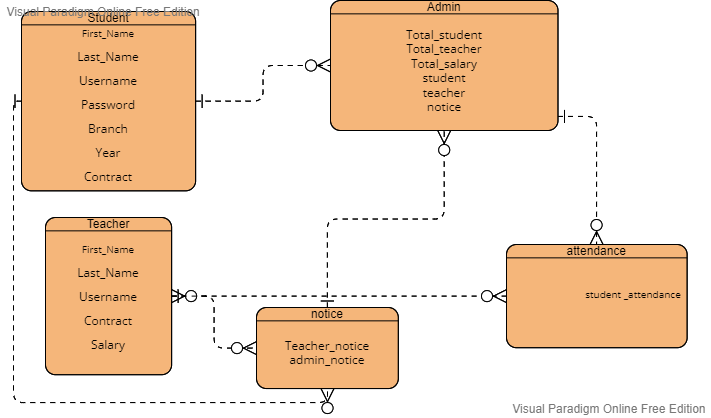 Visual Paradigm Online Free Edition
Student
First_Name
Last_Name
Username
Password
Branch
Year
Contract
Admin
Total_student
Total_teacher
Total_salary
student
teacher
notice
Teacher
First_Name
Last_Name
Username
Contract
Salary
attendance
student _attendance
notice
Teacher_notice
admin_notice
Visual Paradigm Online Free Edition